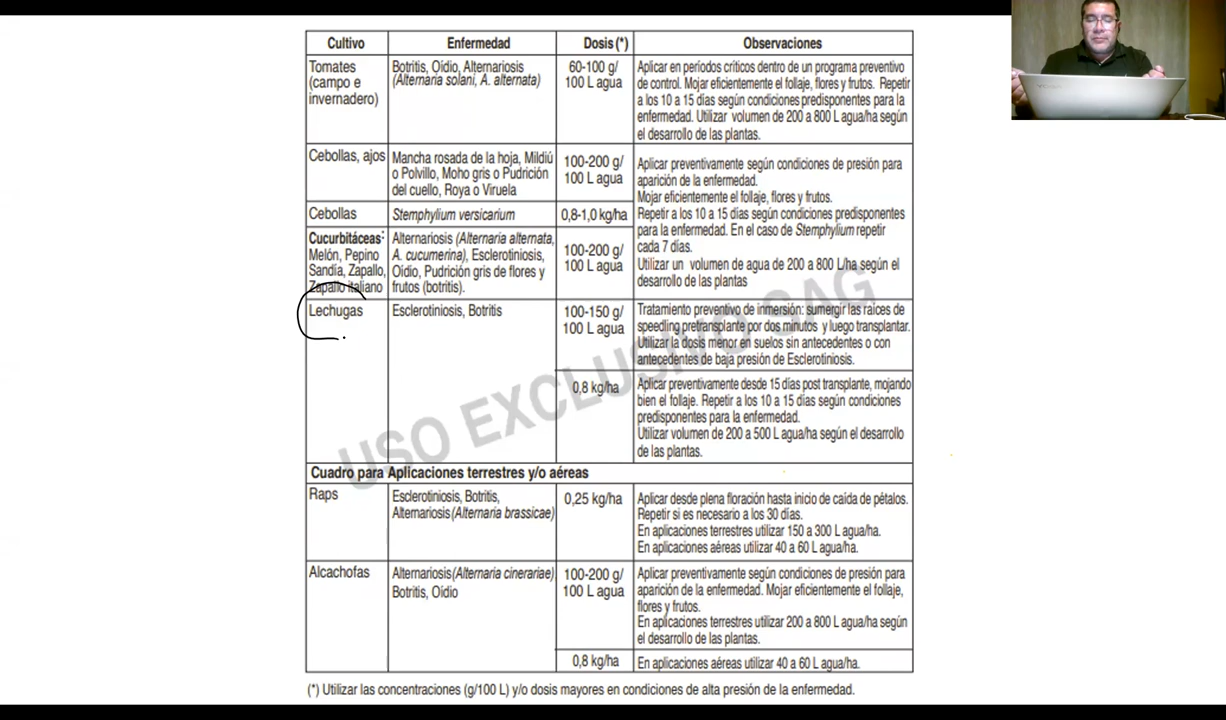 Cultivo Enfermedad Dosis (*) Observaciones
Tomates
(campo e
invernadero)
Botritis, Oídio, Alternariosis
(Alternaria solani, A. alternata)
60-100 g/
100 L agua
Aplicar en períodos críticos dentro de un programa preventivo
de control. Mojar eficientemente el follaje, flores y frutos. Repetir
a los 10 a 15 días según condiciones predisponentes para la
enfermedad. Utilizar volumen de 200 a 800 L agua/ha según
el desarrollo de las plantas.
Cebollas, ajos
Mancha rosada de la hoja, Mildiú
o Polvillo, Moho gris o Pudrición
del cuello, Roya o Viruela
100-200 g/
100 L agua
Aplicar preventivamente según condiciones de presión para
aparición de la enfermedad.
Mojar eficientemente el follaje, flores y frutos.
Repetir a los 10 a 15 días según condiciones predisponentes
para la enfermedad. En el caso de Stemphylium repetir
cada 7 días.
Utilizar un volumen de agua de 200 a 800 L/ha según el
desarrollo de las plantas
Cebollas
Stemphylium versicarium
0,8-1,0 kg/ha
Cucurbitáceas:
Melón, Pepino
Sandía, Zapallo,
Zapallo italiano
Alternariosis (Alternaria alternata,
A. cucumerina), Esclerotiniosis,
Oidio, Pudrición gris de flores y
frutos (botritis).
100-200 g/
100 L agua
Lechugas
Esclerotiniosis, Botritis
100-150 g/
100 L agua
Tratamiento preventivo de inmersión: sumergir las raíces de
speedling pretransplante por dos minutos y luego transplantar.
Utilizar la dosis menor en suelos sin antecedentes o con
antecedentes de baja presión de Esclerotiniosis.
0,8 kg/ha
Aplicar preventivamente desde 15 días post transplante, mojando
bien el follaje. Repetir a los 10 a 15 días según condiciones
predisponentes para la enfermedad.
Utilizar volumen de 200 a 500 L agua/ha según el desarrollo
de las plantas.
USO EXCLUSIVO SAG
Cuadro para Aplicaciones terrestres y/o aéreas
Raps
Esclerotiniosis, Botritis,
Alternariosis (Alternaria brassicae)
0,25 kg/ha
Aplicar desde plena floración hasta inicio de caída de pétalos.
Repetir si es necesario a los 30 días.
En aplicaciones terrestres utilizar 150 a 300 L agua/ha.
En aplicaciones aéreas utilizar 40 a 60 L agua/ha.
Alcachofas
Alternariosis (Alternaria cinerariae)
Botritis, Oidio
100-200 g/
100 L agua
Aplicar preventivamente según condiciones de presión para
aparición de la enfermedad. Mojar eficientemente el follaje,
flores y frutos.
En aplicaciones terrestres utilizar 200 a 800 L agua/ha según
el desarrollo de las plantas.
0,8 kg/ha
En aplicaciones aéreas utilizar 40 a 60 L agua/ha.
(*) Utilizar las concentraciones (g/100 L) y/o dosis mayores en condiciones de alta presión de la enfermedad.